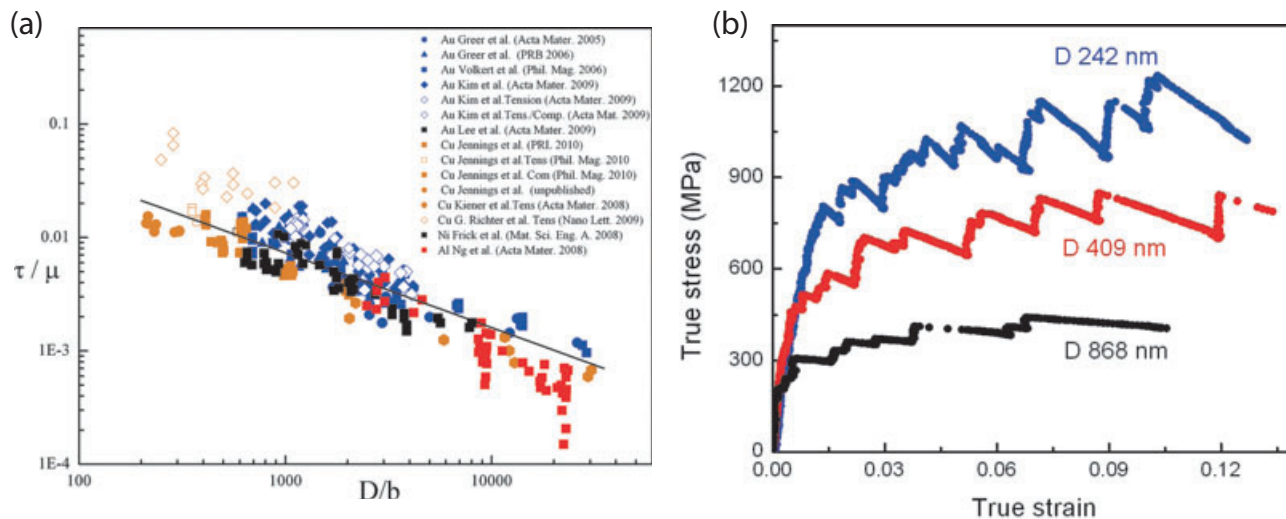 (a)
Au Greer et al. (Acta Mater. 2005)
Au Greer et al. (PRB 2006)
Au Volkert et al. (Phil. Mag. 2006)
Au Kim et al. (Acta Mater. 2009)
Au Kim et al.Tension (Acta Mater. 2009)
Au Kim et al.Tens./Comp. (Acta Mat. 2009)
Au Lee et al. (Acta Mater. 2009)
Cu Jennings et al. (PRL 2010)
Cu Jennings et al.Tens (Phil. Mag. 2010
Cu Jennings et al. Com (Phil. Mag. 2010)
Cu Jennings et al. (unpublished)
Cu Kiener et al.Tens (Acta Mater. 2008)
Cu G. Richter et al. Tens (Nano Lett. 2009)
Ni Frick et al. (Mat. Sci. Eng. A. 2008)
Al Ng et al. (Acta Mater. 2008)
0.1
0.01
1E-3
1E-4
τ / μ
100
1000
10000
D/b
(b)
D 242 nm
D 409 nm
D 868 nm
1200
900
600
300
0
True stress (MPa)
0.00
0.03
0.06
0.09
0.12
True strain